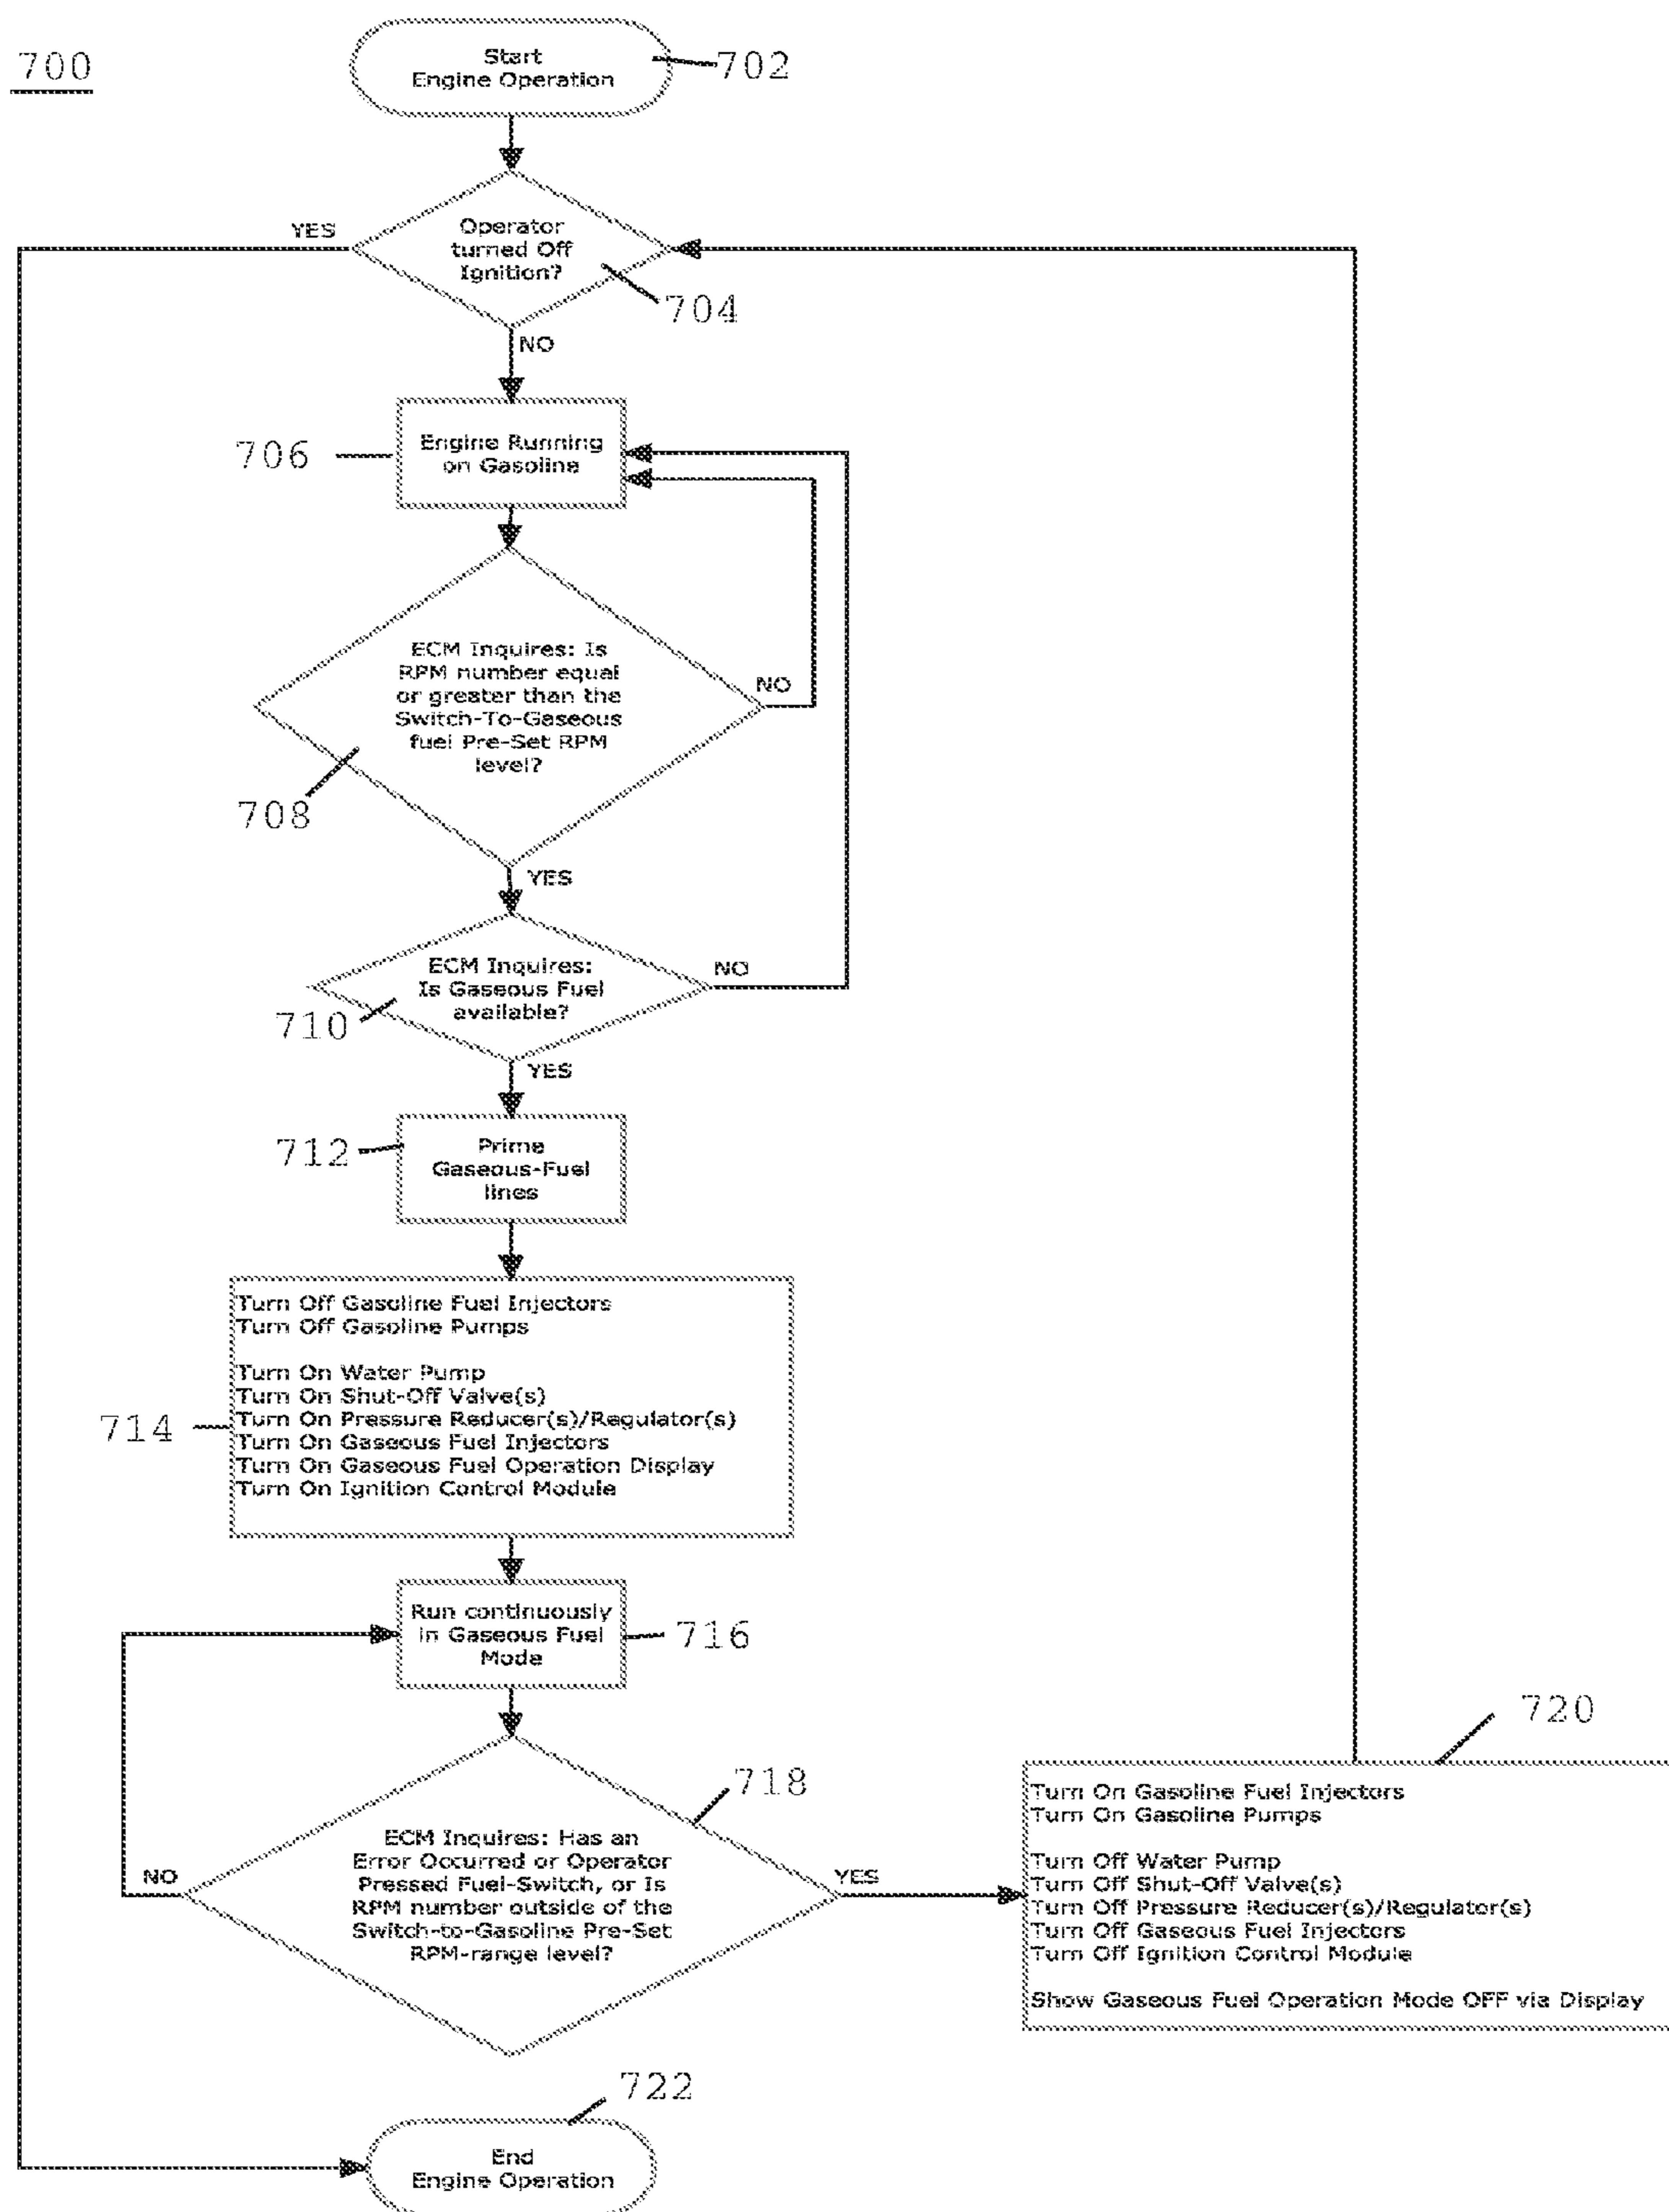 700
Start
Engine Operation
702
YES
Operator
turned Off
Ignition?
704
NO
706
Engine Running
on Gasoline
ECM Inquires: Is
RPM number equal
or greater than the
Switch-To-Gaseous
fuel Pre-Set RPM
level?
NO
708
YES
ECM Inquires:
Is Gaseous Fuel
available?
NO
710
YES
712
Prime
Gaseous-Fuel
lines
Turn Off Gasoline Fuel Injectors
Turn Off Gasoline Pumps
Turn On Water Pump
Turn On Shut-Off Valve(s)
Turn On Pressure Reducer(s)/Regulator(s)
Turn On Gaseous Fuel Injectors
Turn On Gaseous Fuel Operation Display
Turn On Ignition Control Module
714
Run continuously
in Gaseous Fuel
Mode
716
718
ECM Inquires: Has an
Error Occurred or Operator
Pressed Fuel-Switch, or Is
RPM number outside of the
Switch-to-Gasoline Pre-Set
RPM-range level?
NO
YES
720
Turn On Gasoline Fuel Injectors
Turn On Gasoline Pumps
Turn Off Water Pump
Turn Off Shut-Off Valve(s)
Turn Off Pressure Reducer(s)/Regulator(s)
Turn Off Gaseous Fuel Injectors
Turn Off Ignition Control Module
Show Gaseous Fuel Operation Mode OFF via Display
722
End
Engine Operation